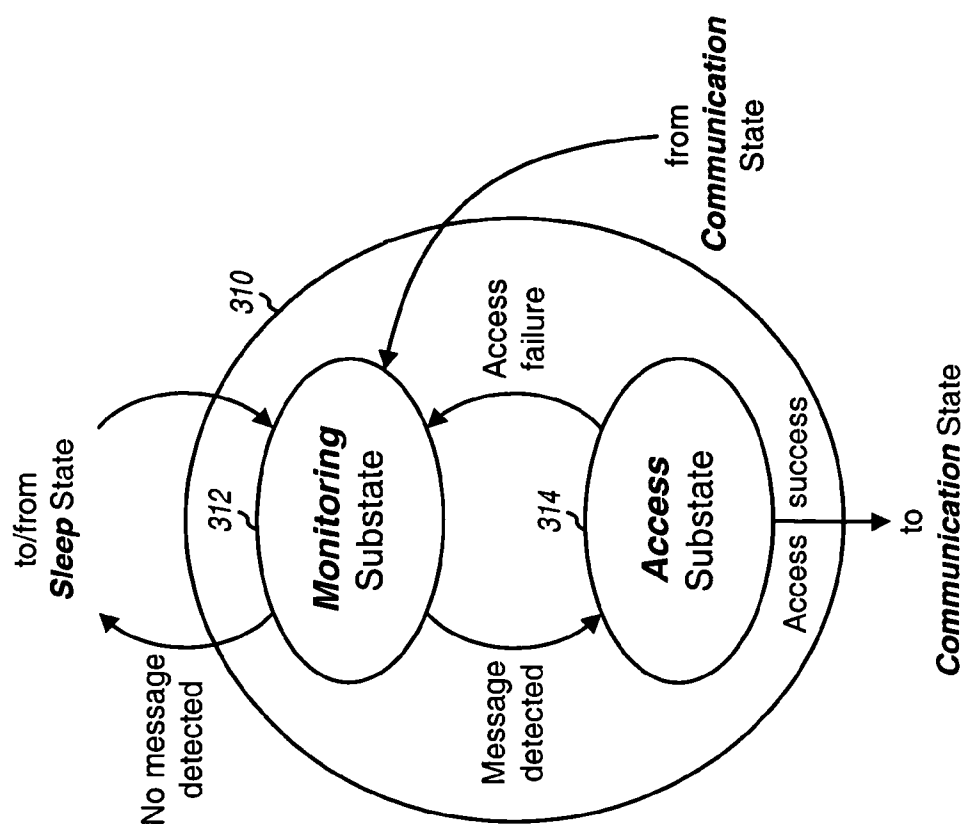 to/from
Sleep State
No message
detected
310
312
Monitoring
Substate
from
Communication
State
Message
detected
Access
failure
314
Access
Substate
Access success
to
Communication State